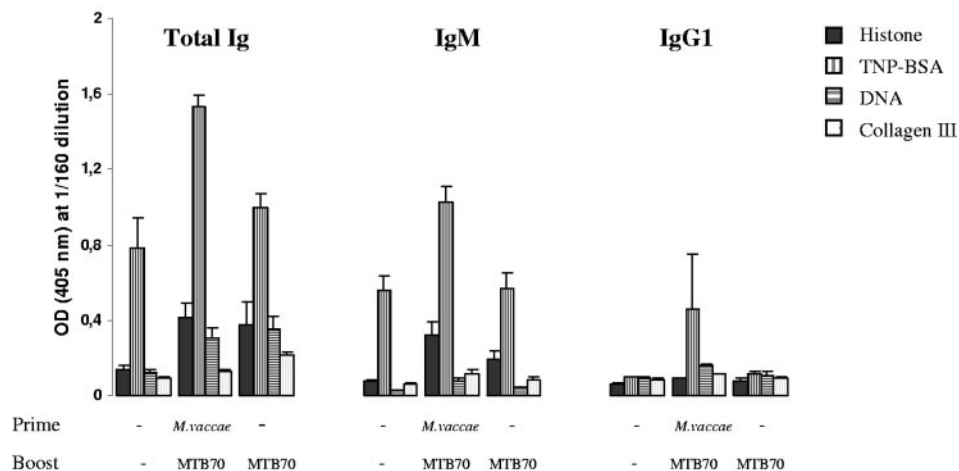 2
Total Ig IgM IgG1
Histone
TNP-BSA
DNA
Collagen III
1,6
1,2
0,8
0,4
0
OD (405 nm) at 1/160 dilution
Prime - M.vaccae - - M.vaccae - - M.vaccae -
Boost - MTB70 MTB70 - MTB70 MTB70 - MTB70 MTB70